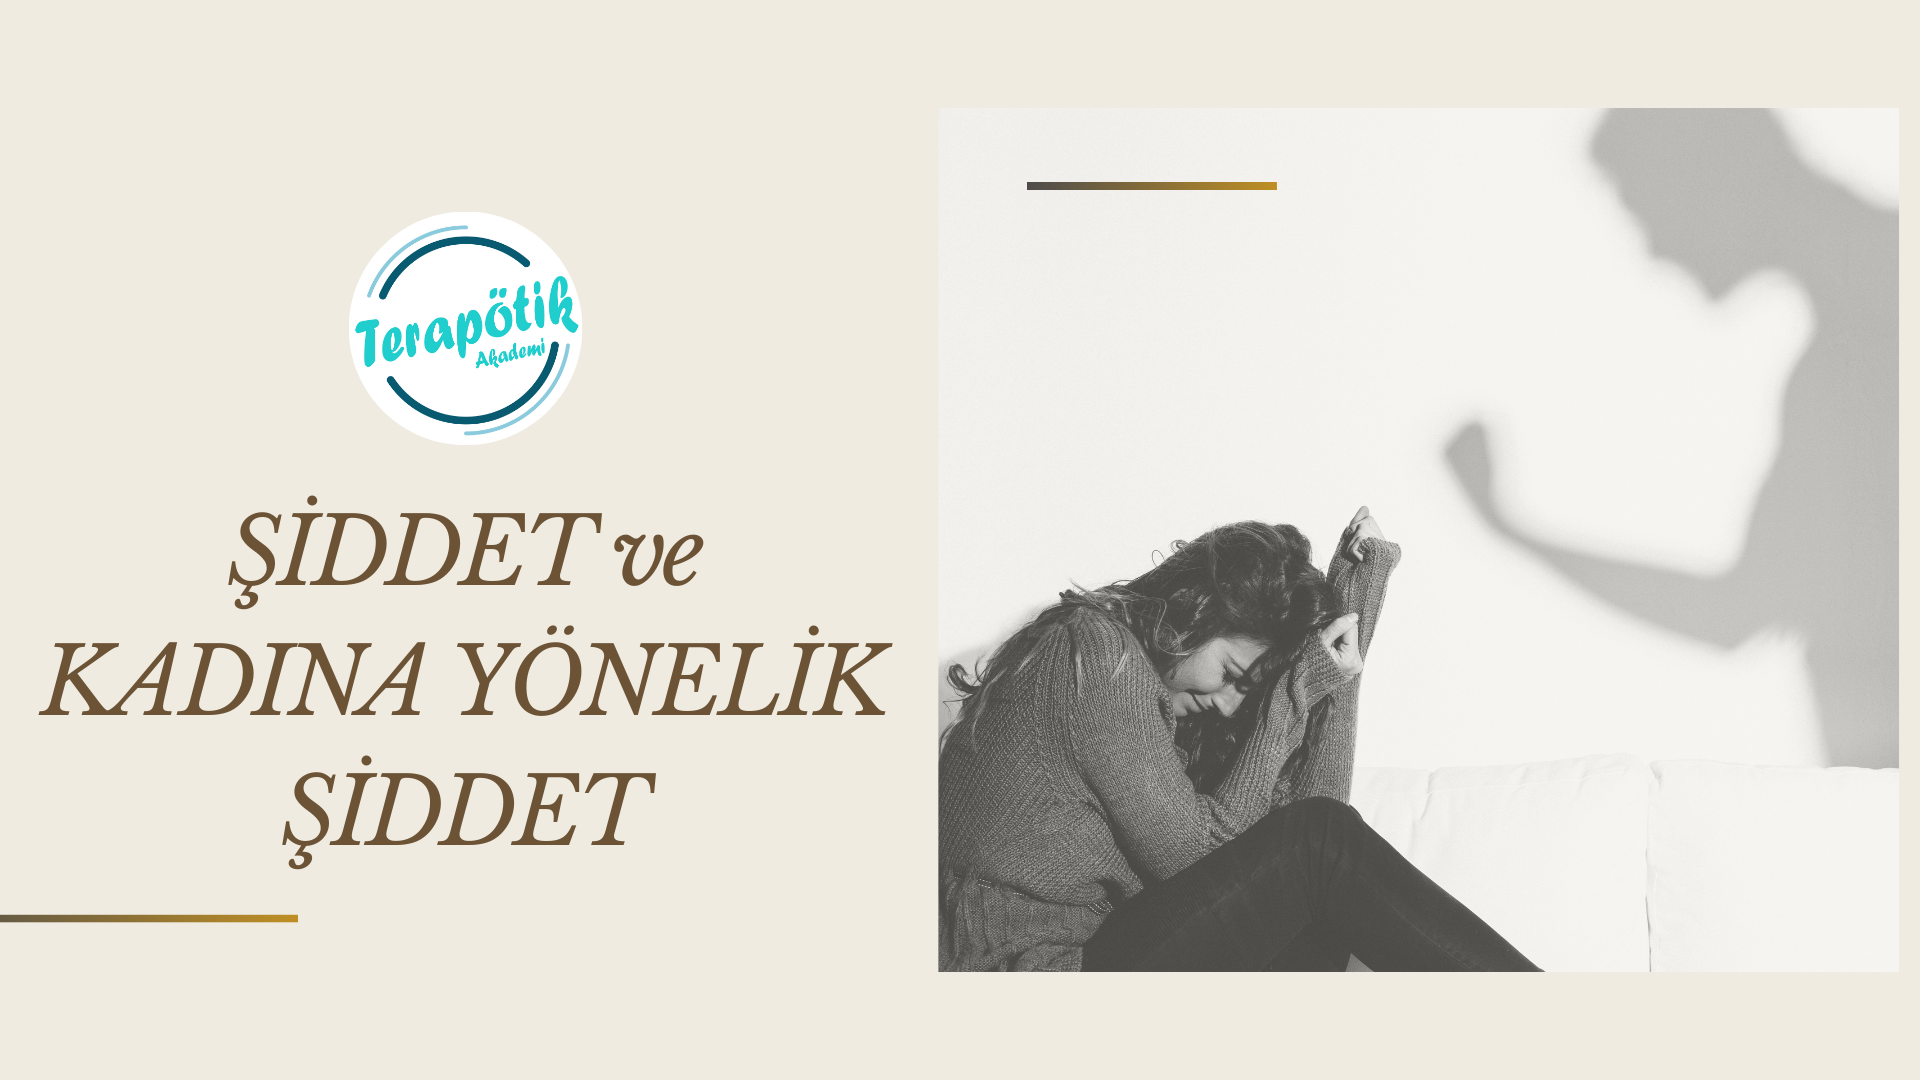 Terapötik
Akademi
ŞİDDET ve
KADINA YÖNELİK
ŞİDDET